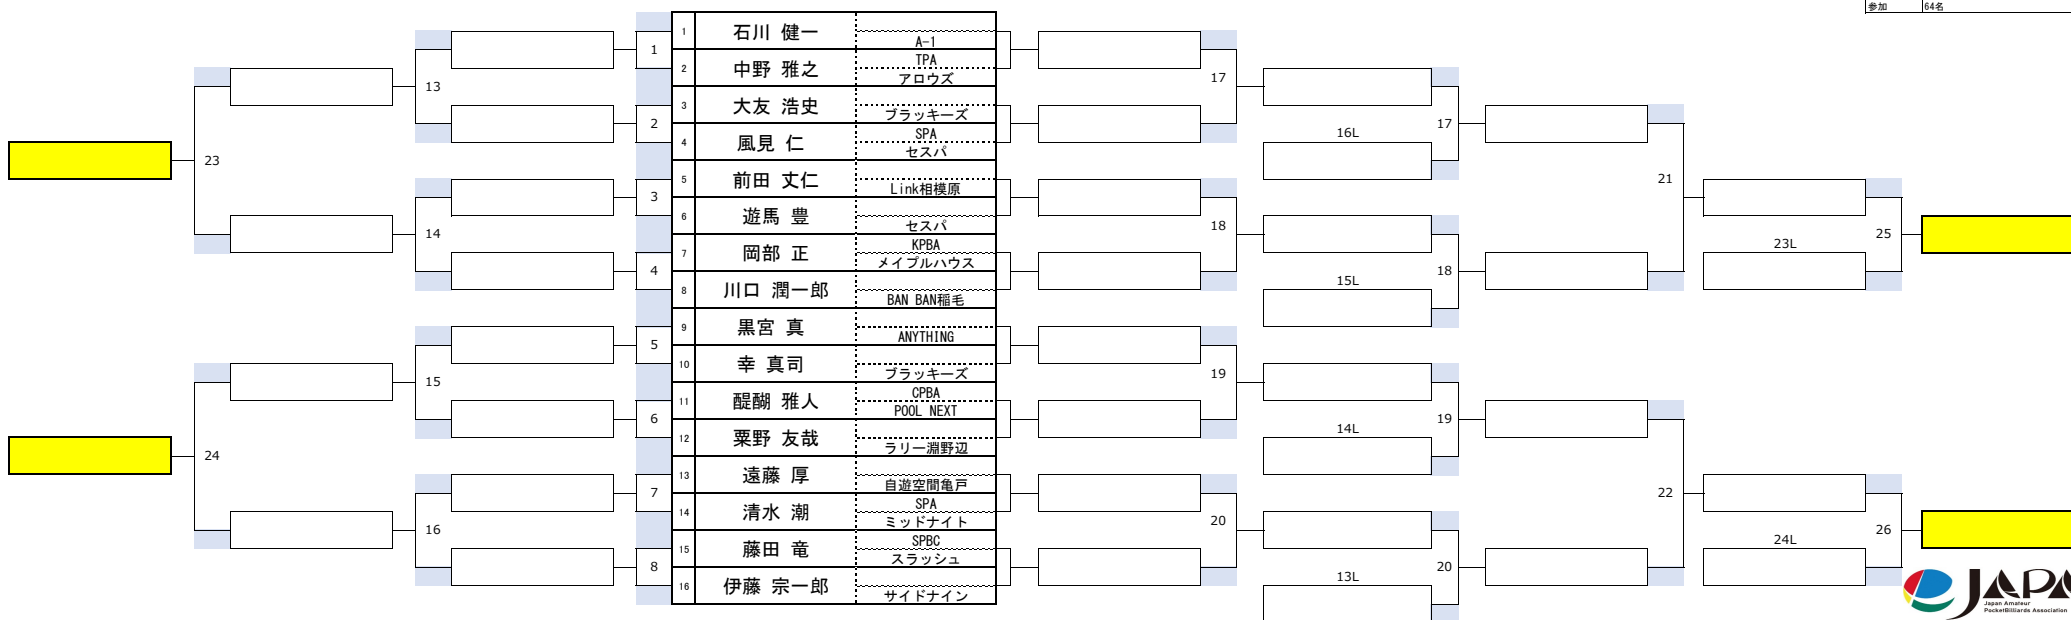 参加 64名
1 石川 健一 A-1
2 中野 雅之 TPA アロウズ
3 大友 浩史 ブラッキーズ
4 風見 仁 SPA セスパ
5 前田 丈仁 Link相模原
6 遊馬 豊 セスパ
7 岡部 正 KPBA メイプルハウス
8 川口 潤一郎 BAN BAN稲毛
9 黒宮 真 ANYTHING
10 幸 真司 ブラッキーズ
11 醍醐 雅人 CPBA POOL NEXT
12 粟野 友哉 ラリー淵野辺
13 遠藤 厚 自遊空間亀戸
14 清水 潮 SPA ミッドナイト
15 藤田 竜 SPBC スラッシュ
16 伊藤 宗一郎 サイドナイン
1
2
3
4
5
6
7
8
13
14
15
16
23
24
17
18
19
20
16L
15L
14L
13L
17
18
19
20
21
22
23L
24L
25
26
JAPA
Japan Amateur
PocketBilliards Association